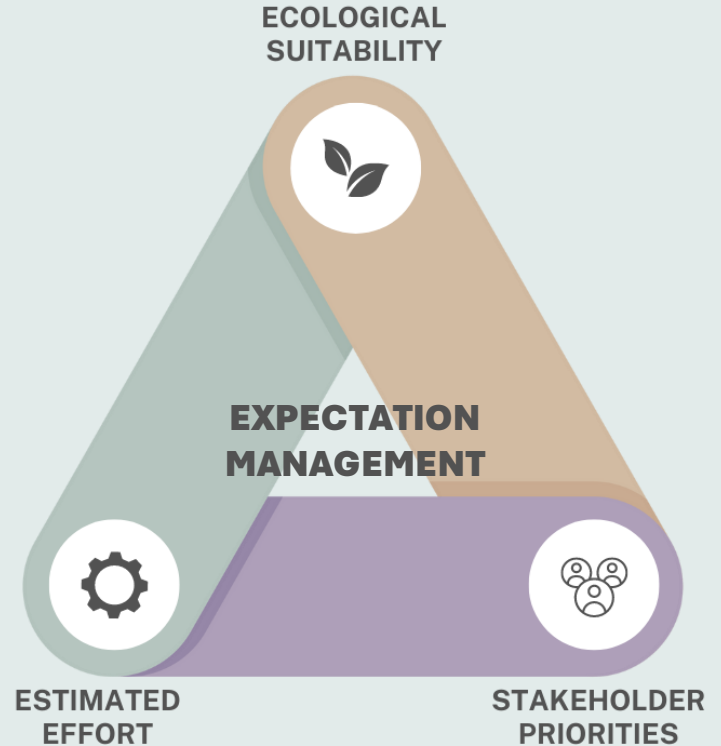 ECOLOGICAL
SUITABILITY
EXPECTATION
MANAGEMENT
ESTIMATED
EFFORT
STAKEHOLDER
PRIORITIES